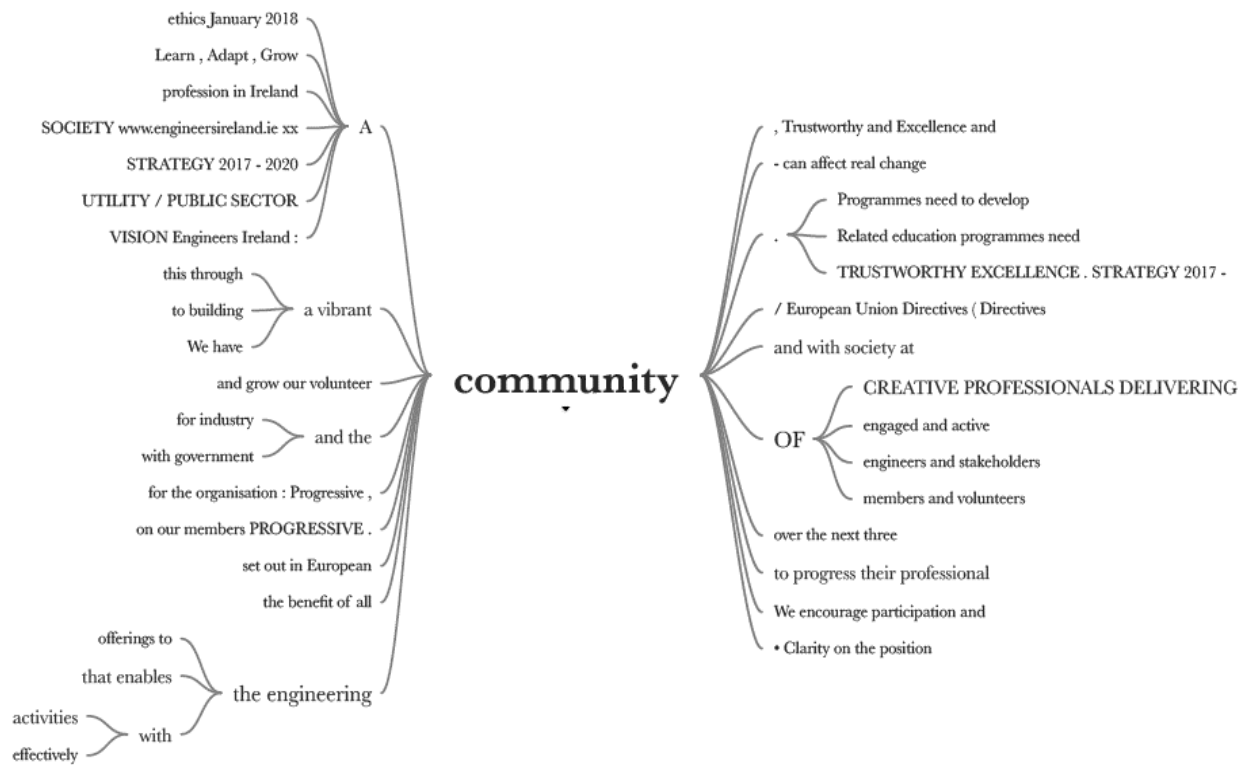 ethics January 2018
Learn , Adapt , Grow
profession in Ireland
SOCIETY www.engineersireland.ie xx
STRATEGY 2017 - 2020
UTILITY / PUBLIC SECTOR
VISION Engineers Ireland :
A
this through
to building
We have
a vibrant
and grow our volunteer
for industry
with government
and the
for the organisation : Progressive ,
on our members PROGRESSIVE .
set out in European
the benefit of all
offerings to
that enables
activities
effectively
with
the engineering
community
, Trustworthy and Excellence and
- can affect real change
.
Programmes need to develop
Related education programmes need
TRUSTWORTHY EXCELLENCE . STRATEGY 2017 -
/ European Union Directives ( Directives
and with society at
OF
CREATIVE PROFESSIONALS DELIVERING
engaged and active
engineers and stakeholders
members and volunteers
over the next three
to progress their professional
We encourage participation and
• Clarity on the position